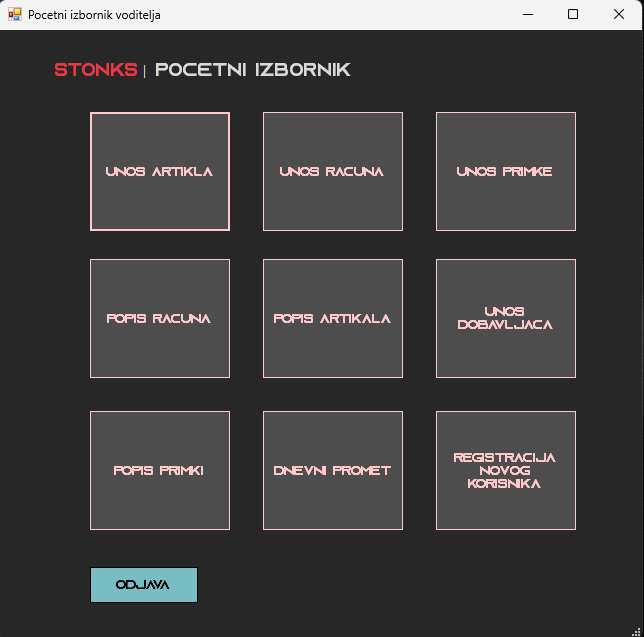 Pocetni izbornik voditelja
STONKS | POCETNI IZBORNIK
UNOS ARTIKLA
UNOS RACUNA
UNOS PRIMKE
POPIS RACUNA
POPIS ARTIKALA
UNOS
DOBAVLJACA
POPIS PRIMKI
DNEVNI PROMET
REGISTRACIJA
NOVOG
KORISNIKA
ODJAVA